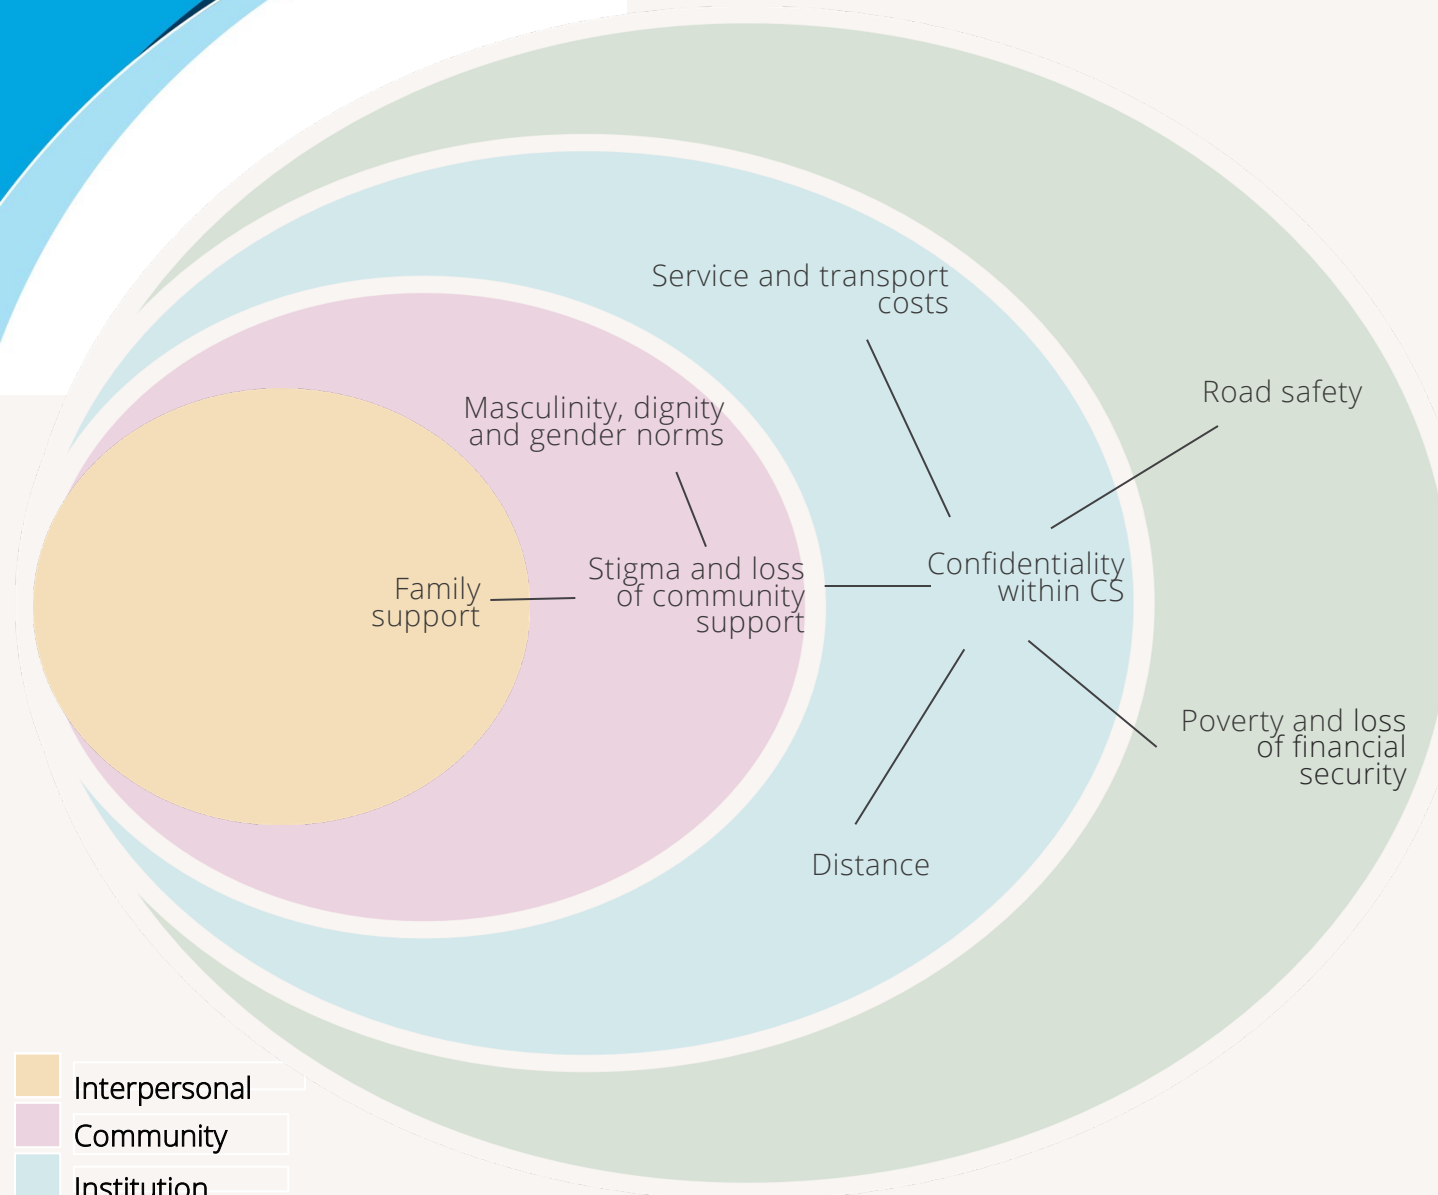 Service and transport
costs
Road safety
Masculinity, dignity
and gender norms
Confidentiality
within CS
Stigma and loss
of community
support
Family
support
Poverty and loss
of financial
security
Distance
Interpersonal
Community
Institution